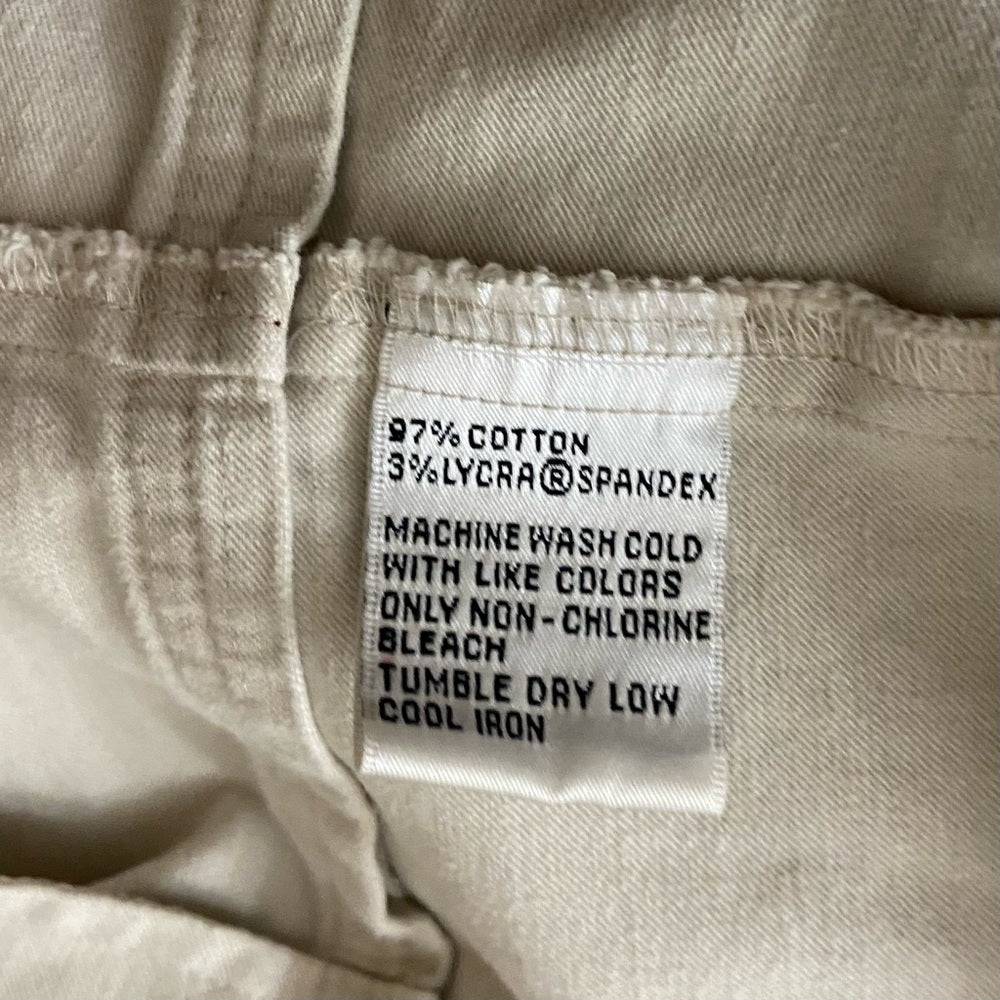 97% COTTON
3% LYCRA® SPANDEX
MACHINE WASH COLD
WITH LIKE COLORS
ONLY NON-CHLORINE
BLEACH
TUMBLE DRY LOW
COOL IRON